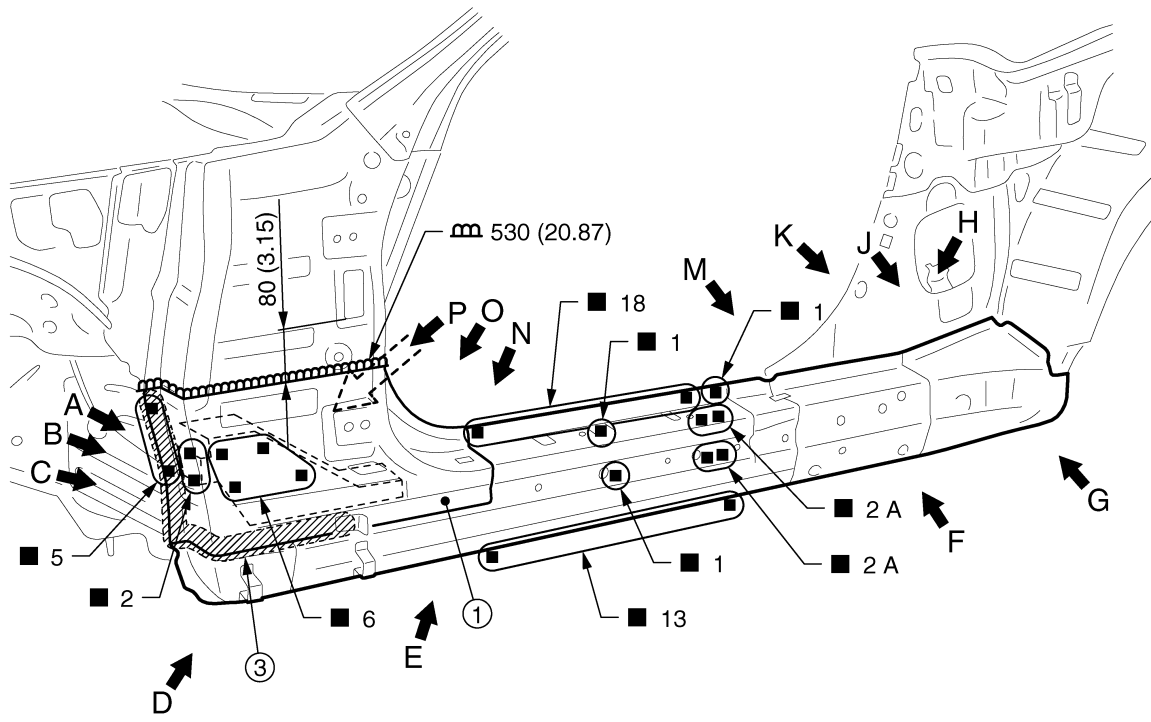 80 (3.15)
530 (20.87)
H
K
J
M
P
O
N
■ 18
■ 1
■ 1
A
B
C
G
■ 2 A
F
■ 5
■ 1
■ 2 A
■ 2
■ 6
1
■ 13
E
3
D